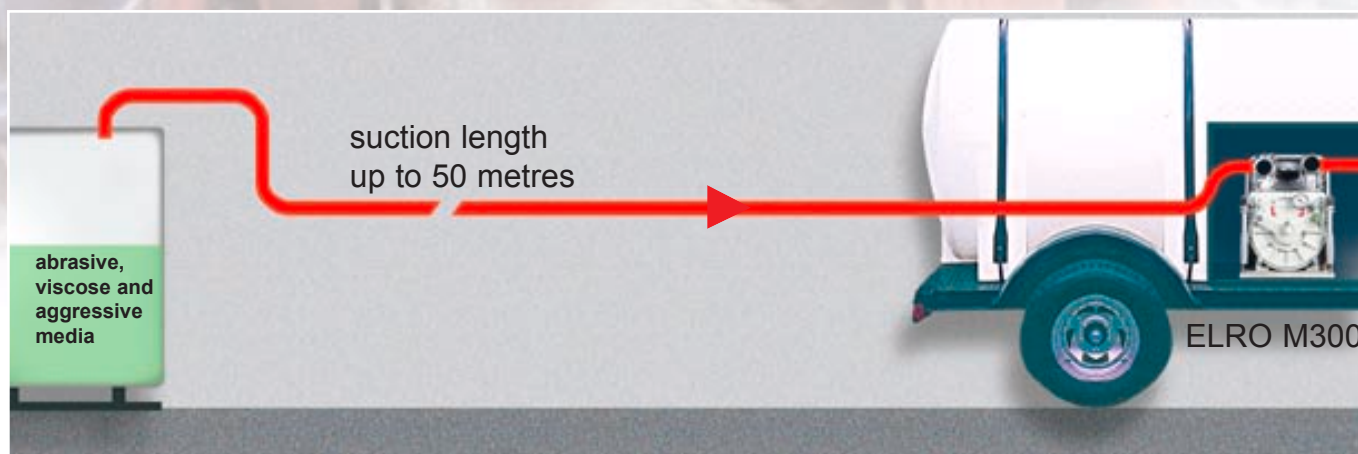 suction length
up to 50 metres
abrasive,
viscose and
aggressive
media
ELRO M300